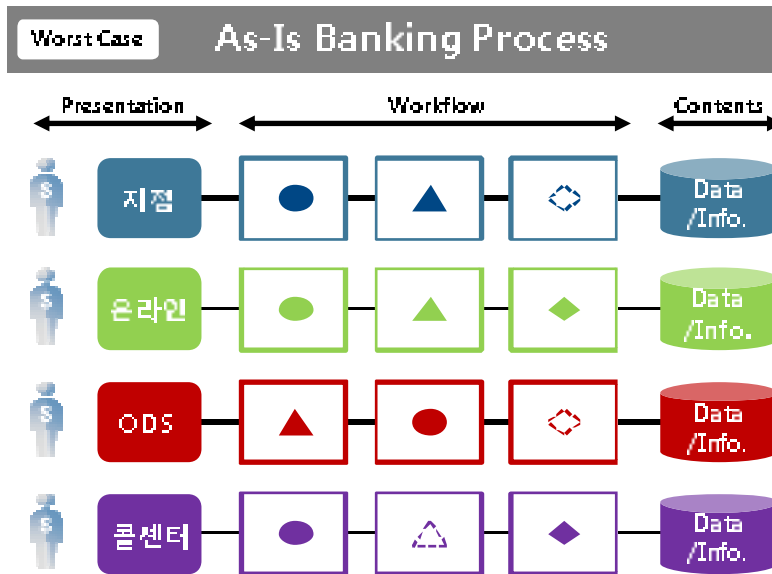 Worst Case
As-Is Banking Process
Presentation
Workflow
Contents
S
지점
Data
/Info.
S
온라인
Data
/Info.
S
ODS
Data
/Info.
S
콜센터
Data
/Info.